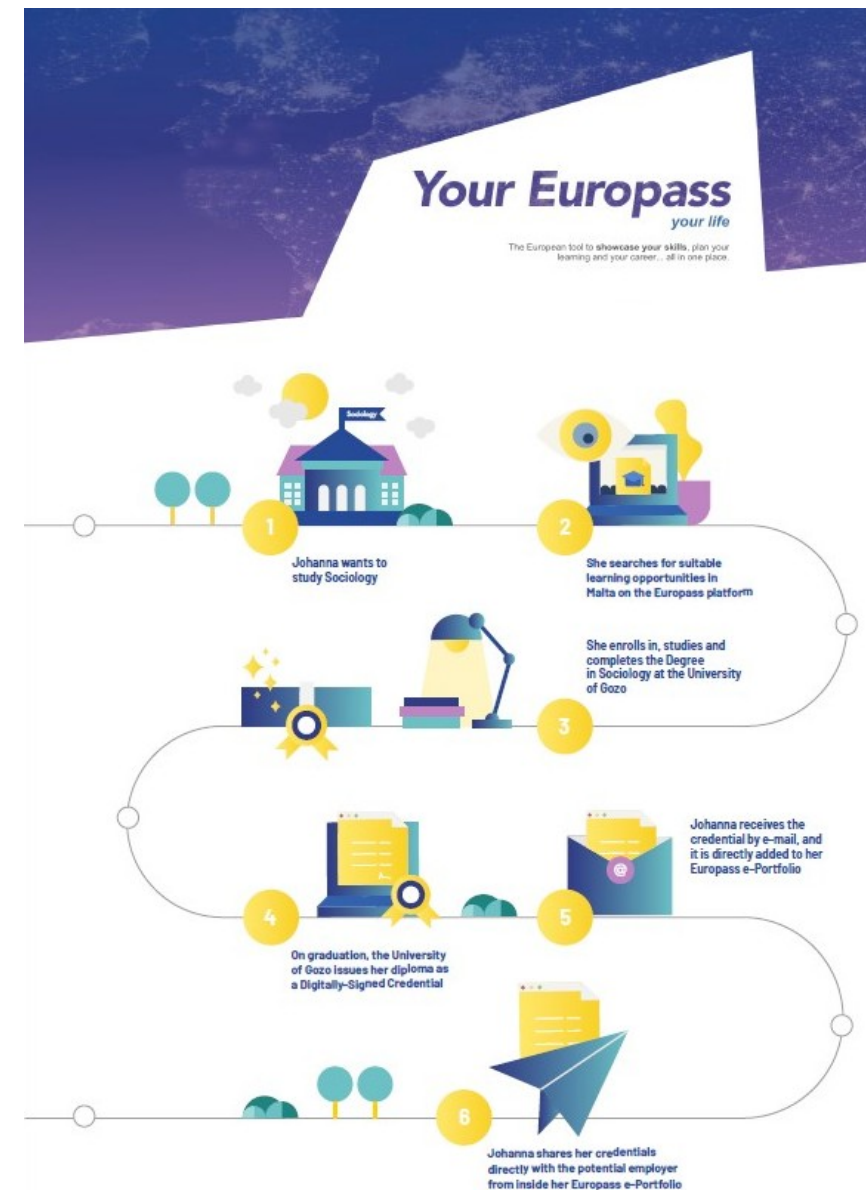 Your Europass
your life
The European tool to showcase your skills, plan your
learning and your career... all in one place.
Sociology
1
Johanna wants to
study Sociology
2
She searches for suitable
learning opportunities in
Malta on the Europass platform
She enrolls in, studies and
completes the Degree
in Sociology at the University
of Gozo
3
4
On graduation, the University
of Gozo issues her diploma as
a Digitally-Signed Credential
@
5
Johanna receives the
credential by e-mail, and
it is directly added to her
Europass e-Portfolio
6
Johanna shares her credentials
directly with the potential employer
from inside her Europass e-Portfolio